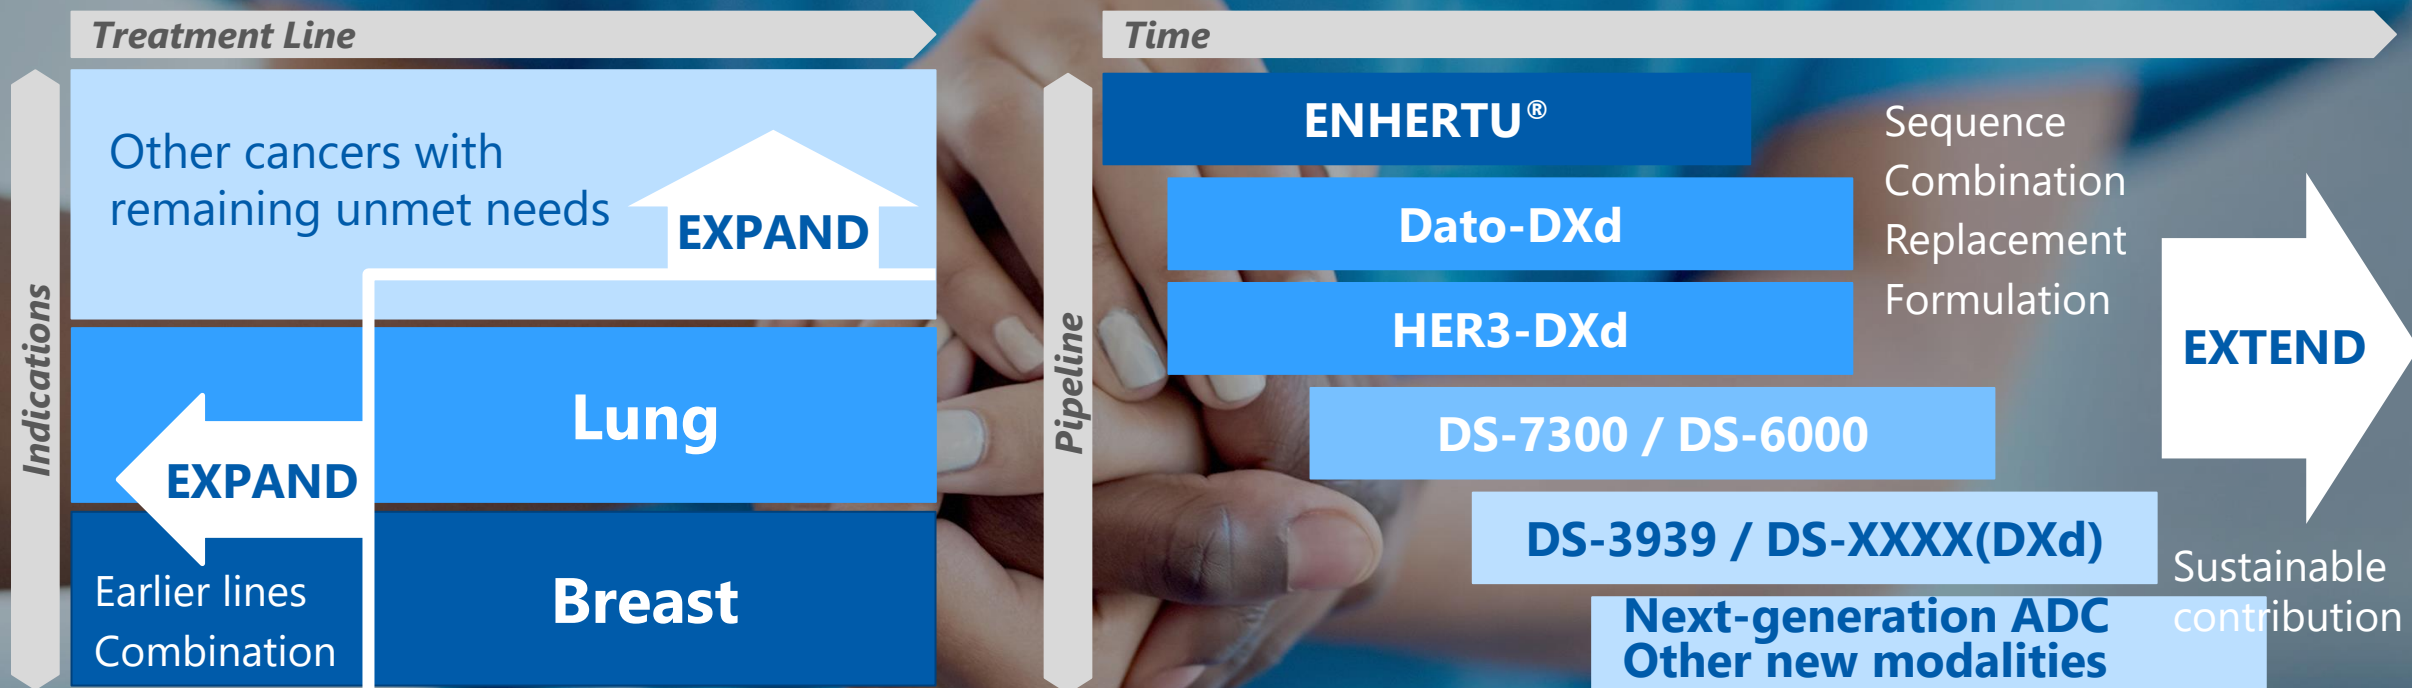 Treatment Line
Indications
Other cancers with
remaining unmet needs
EXPAND
Lung
EXPAND
Breast
Earlier lines
Combination
Time
Pipeline
ENHERTU®
Dato-DXd
HER3-DXd
DS-7300 / DS-6000
DS-3939 / DS-XXXX(DXd)
Next-generation ADC
Other new modalities
Sequence
Combination
Replacement
Formulation
EXTEND
Sustainable
contribution